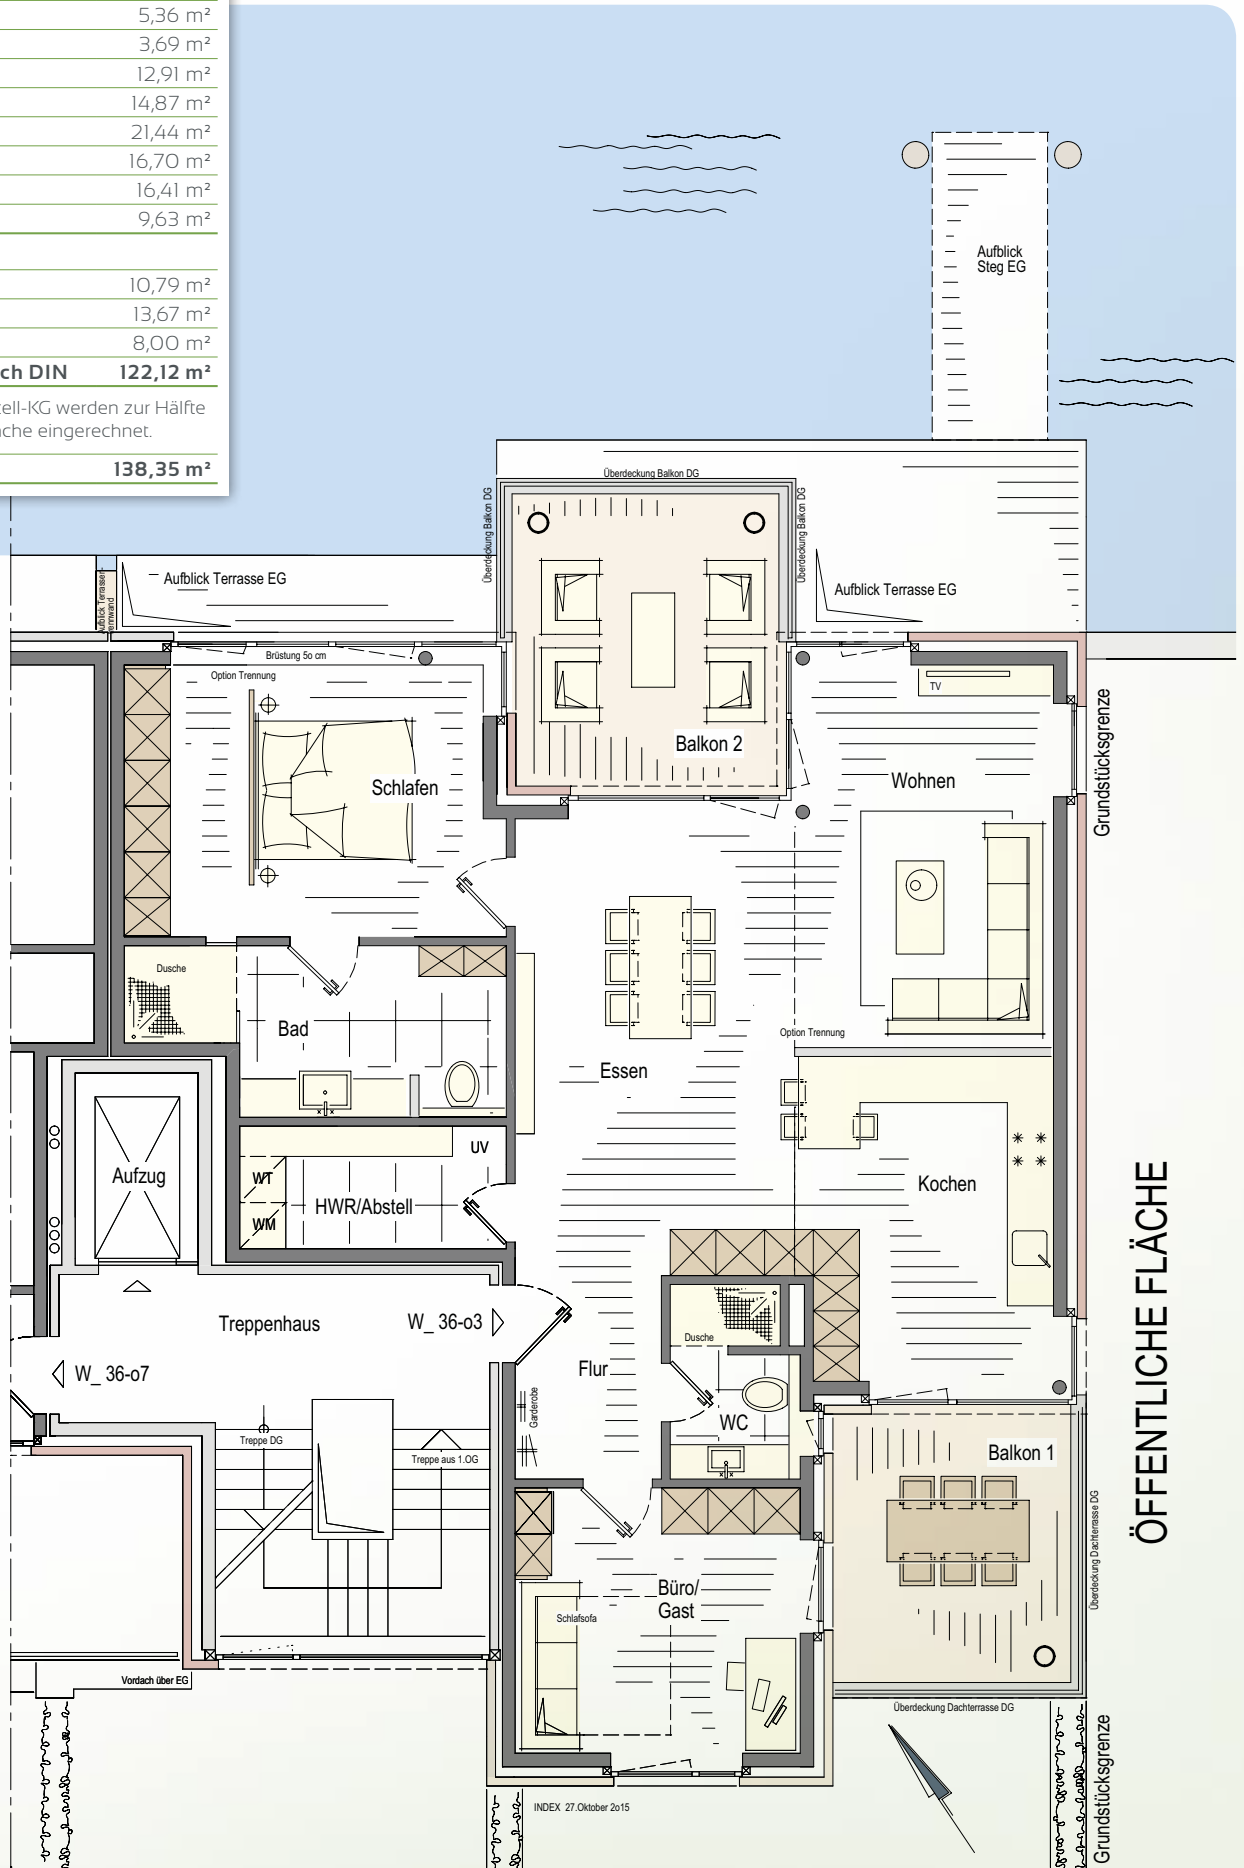 5,36 m²
3,69 m²
12,91 m²
14,87 m²
21,44 m²
16,70 m²
16,41 m²
9,63 m²
10,79 m²
13,67 m²
8,00 m²
ch DIN 122,12 m²
ell-KG werden zur Hälfte
che eingerechnet.
138,35 m²
Aufblick
Steg EG
Überdeckung Balkon DG
Überdeckung Balkon DG
Überdeckung Balkon DG
Aufblick Terrasse EG
Aufblick Terrasse EG
Aufblick Terrassen-
Brüstung 5o cm
Option Trennung
TV
Balkon 2
Schlafen
Wohnen
Grundstücksgrenze
Dusche
Bad
Option Trennung
Essen
UV
Aufzug
WT
HWR/Abstell
WM
Kochen
ÖFFENTLICHE FLÄCHE
Treppenhaus
W_ 36-o3
Dusche
W_ 36-o7
Flur
Garderobe
WC
Treppe DG
Treppe aus 1.OG
Balkon 1
Überdeckung Dachterrasse DG
Büro/
Gast
Schlafsofa
Vordach über EG
Überdeckung Dachterrasse DG
Grundstücksgrenze
INDEX 27.Oktober 2o15